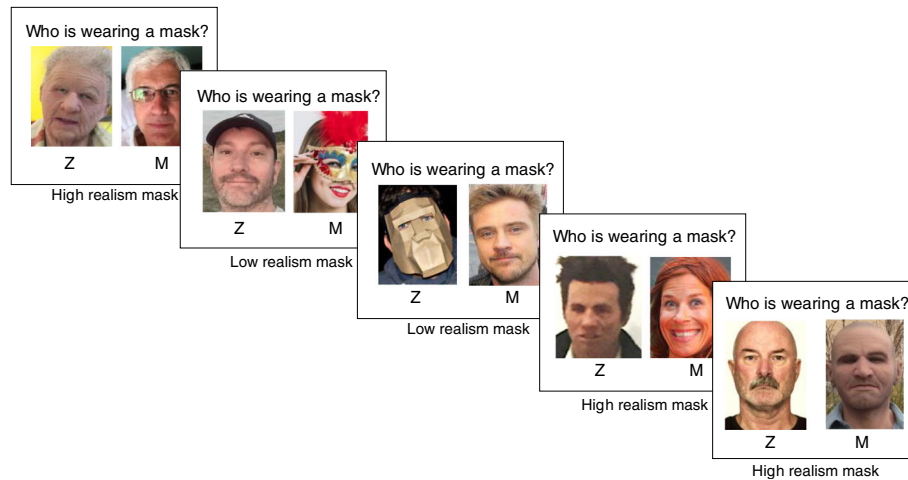 Who is wearing a mask?
Z M
High realism mask
Who is wearing a mask?
Z M
Low realism mask
Who is wearing a mask?
Z M
Low realism mask
Who is wearing a mask?
Z M
High realism mask
Who is wearing a mask?
Z M
High realism mask